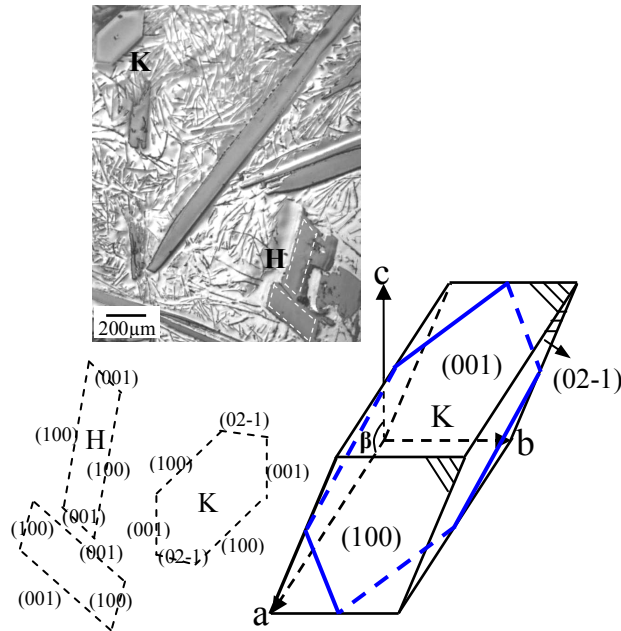 K
H
200μm
c
(001)
(02-1)
K
β
b
(100)
a
(001)
(100)
H
(100)
(001)
(100)
(001)
(001)
(100)
(02-1)
(100)
(001)
K
(001)
(100)
(02-1)